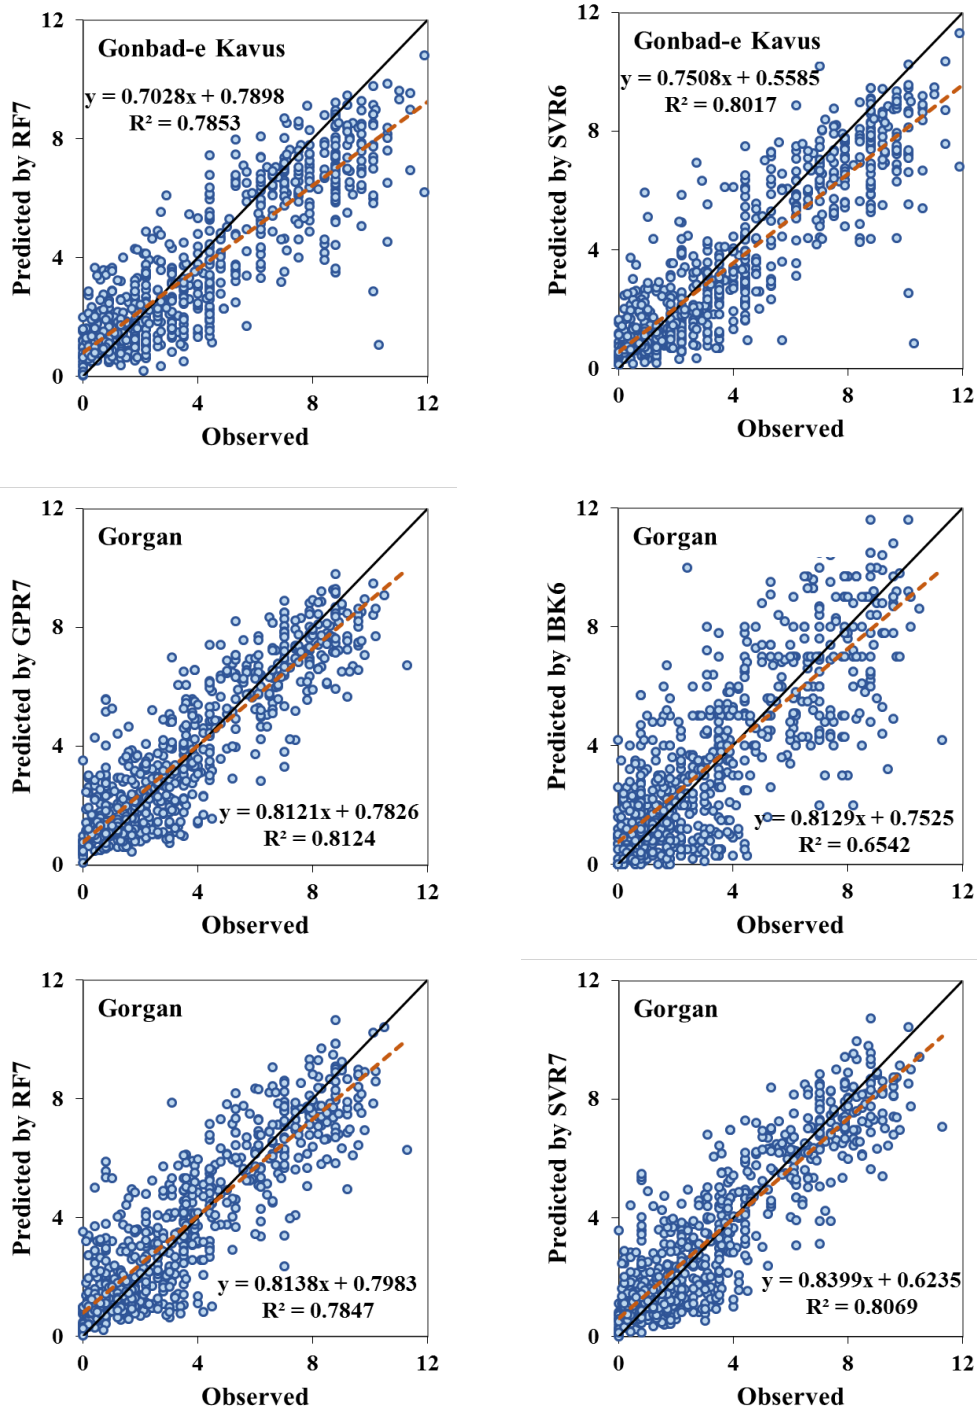 Gonbad-e Kavus
y = 0.7028x + 0.7898
R² = 0.7853
Predicted by RF7
12
8
4
0
0 4 8 12
Observed
Gonbad-e Kavus
y = 0.7508x + 0.5585
R² = 0.8017
Predicted by SVR6
12
8
4
0
0 4 8 12
Observed
Gorgan
y = 0.8121x + 0.7826
R² = 0.8124
Predicted by GPR7
12
8
4
0
0 4 8 12
Observed
Gorgan
y = 0.8129x + 0.7525
R² = 0.6542
Predicted by IBK6
12
8
4
0
0 4 8 12
Observed
Gorgan
y = 0.8138x + 0.7983
R² = 0.7847
Predicted by RF7
12
8
4
0
0 4 8 12
Observed
Gorgan
y = 0.8399x + 0.6235
R² = 0.8069
Predicted by SVR7
12
8
4
0
0 4 8 12
Observed